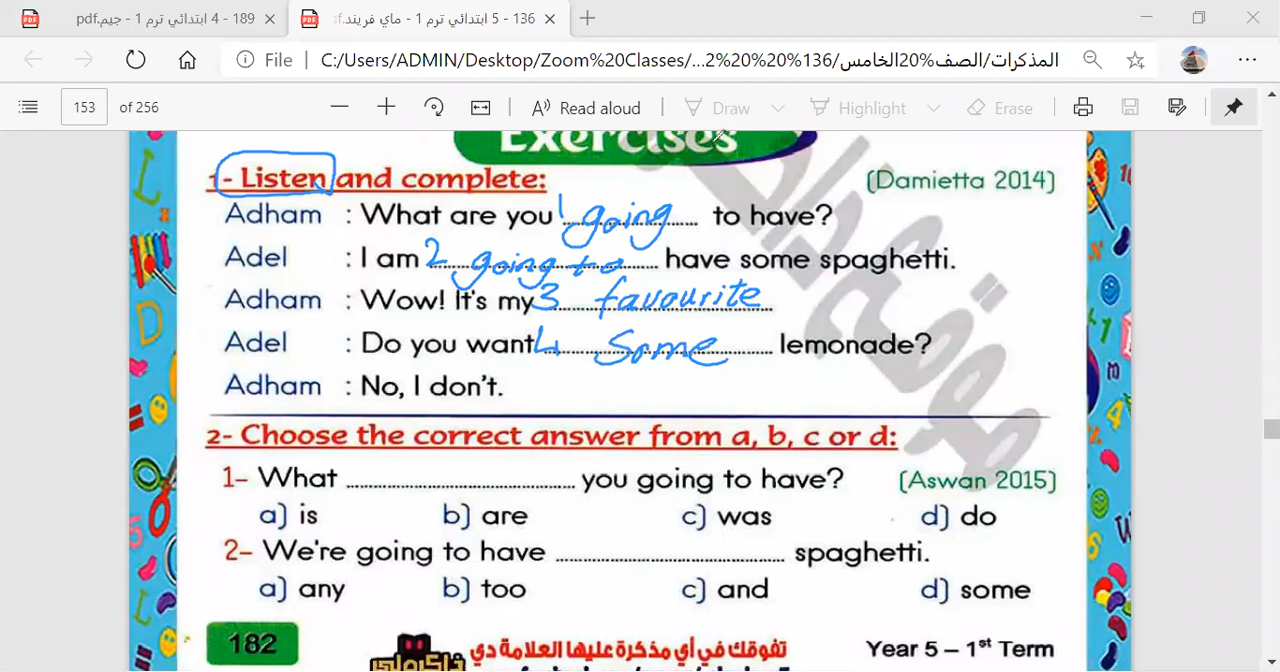 189 - 4 ابتدائي ترم 1 - جيم.pdf
136 - 5 ابتدائي ترم 1 - ماي فريند.pdf
File C:/Users/ADMIN/Desktop/Zoom%20Classes/...2%20%20%136/المذكرات/الصف%20الخامس
153 of 256 Read aloud Draw Highlight Erase
Exercises
1- Listen and complete: (Damietta 2014)
Adham : What are you 1 going to have?
Adel : I am 2 going to have some spaghetti.
Adham : Wow! It's my 3 favourite
Adel : Do you want 4 some lemonade?
Adham : No, I don't.
2- Choose the correct answer from a, b, c or d:
1- What .............................. you going to have? (Aswan 2015)
a) is b) are c) was d) do
2- We're going to have .............................. spaghetti.
a) any b) too c) and d) some
182 ذاكرولي تفوقك في أي مذكرة عليها العلامة دي Year 5 – 1st Term